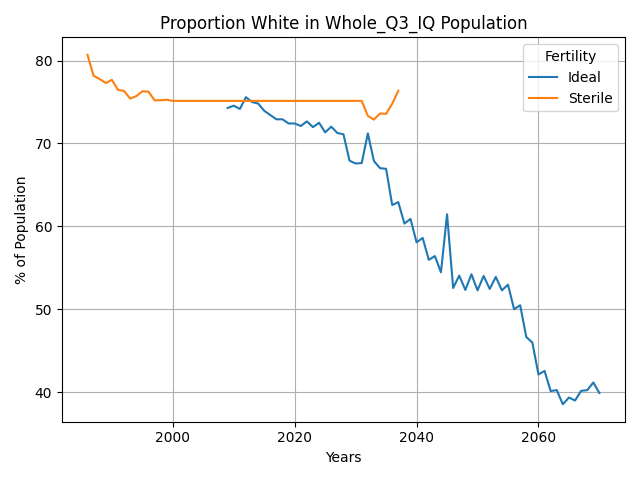 Proportion White in Whole_Q3_IQ Population
Fertility
Ideal
Sterile
% of Population
80
70
60
50
40
2000
2020
2040
2060
Years